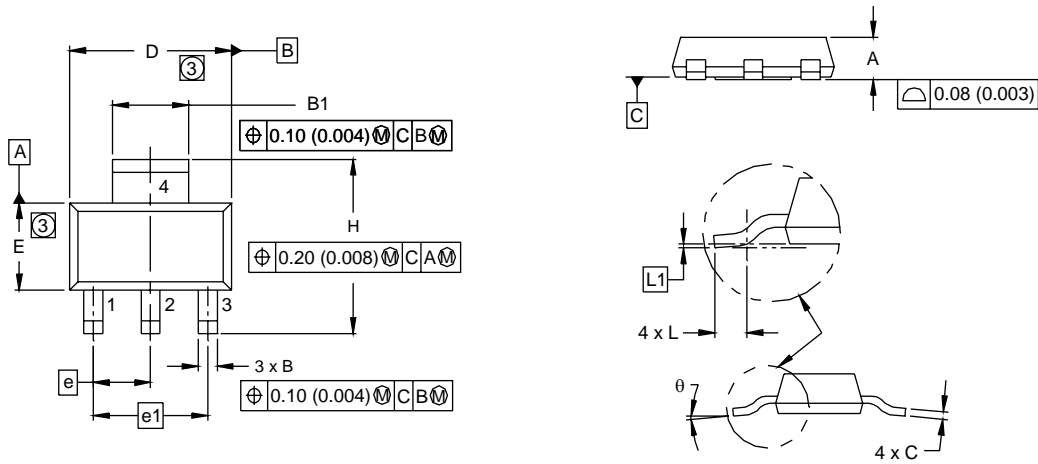 D
B
3
B1
0.10 (0.004) M C B M
A
4
3
E
H
0.20 (0.008) M C A M
1
2
3
e
3 x B
e1
0.10 (0.004) M C B M
A
C
0.08 (0.003)
L1
4 x L
θ
4 x C